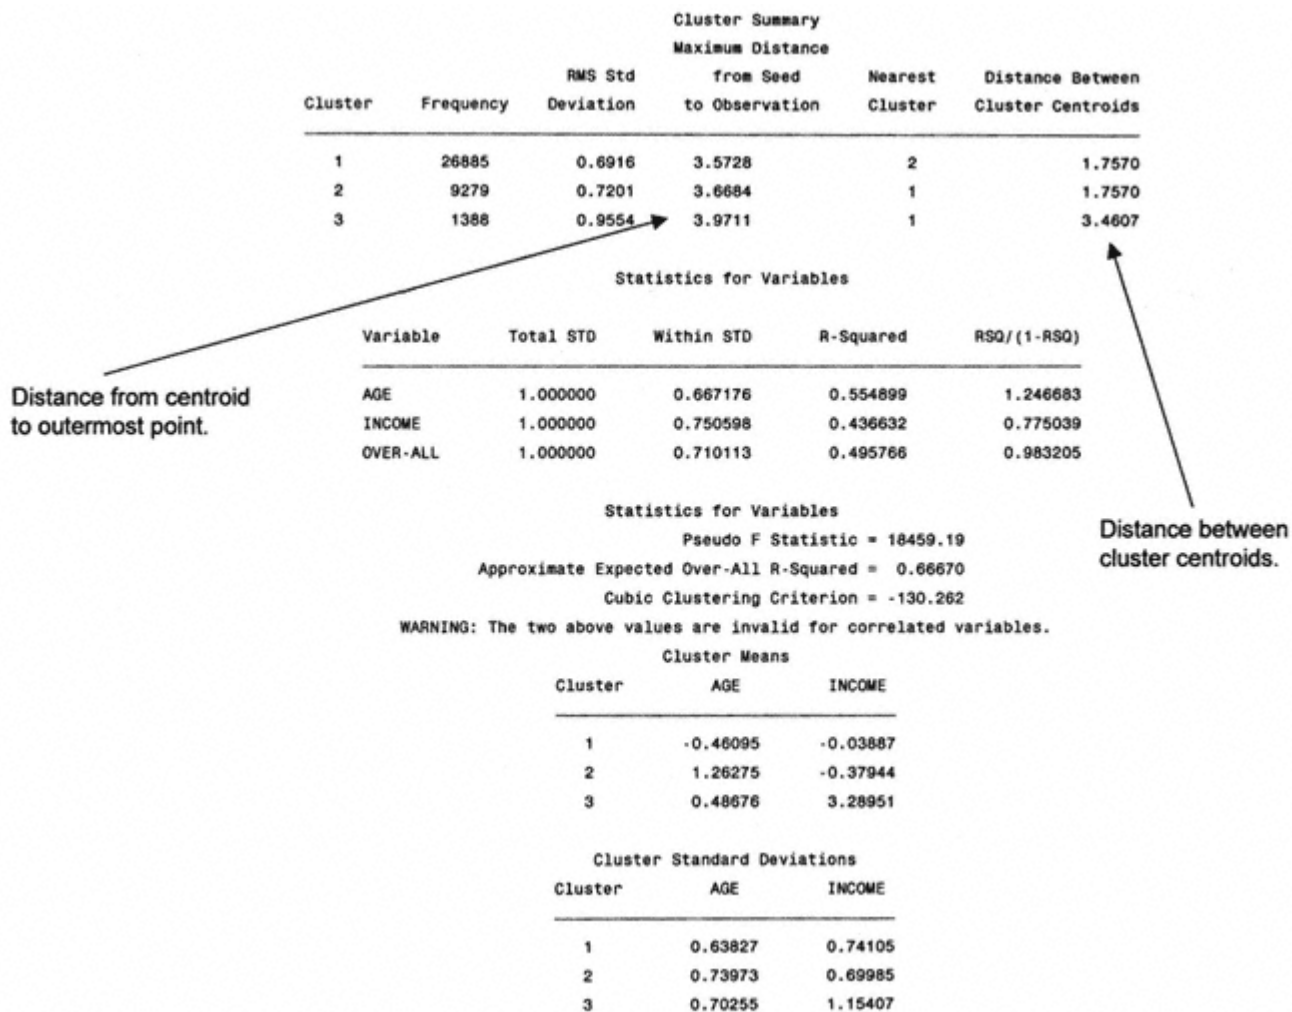 Cluster Summary
Maximum Distance
RMS Std from Seed Nearest Distance Between
Cluster Frequency Deviation to Observation Cluster Cluster Centroids
1 26885 0.6916 3.5728 2 1.7570
2 9279 0.7201 3.6684 1 1.7570
3 1388 0.9554 3.9711 1 3.4607
Statistics for Variables
Variable Total STD Within STD R-Squared RSQ/(1-RSQ)
AGE 1.000000 0.667176 0.554899 1.246683
INCOME 1.000000 0.750598 0.436632 0.775039
OVER-ALL 1.000000 0.710113 0.495766 0.983205
Distance from centroid
to outermost point.
Statistics for Variables
Pseudo F Statistic = 18459.19
Approximate Expected Over-All R-Squared = 0.66670
Cubic Clustering Criterion = -130.262
WARNING: The two above values are invalid for correlated variables.
Distance between
cluster centroids.
Cluster Means
Cluster AGE INCOME
1 -0.46095 -0.03887
2 1.26275 -0.37944
3 0.48676 3.28951
Cluster Standard Deviations
Cluster AGE INCOME
1 0.63827 0.74105
2 0.73973 0.69985
3 0.70255 1.15407